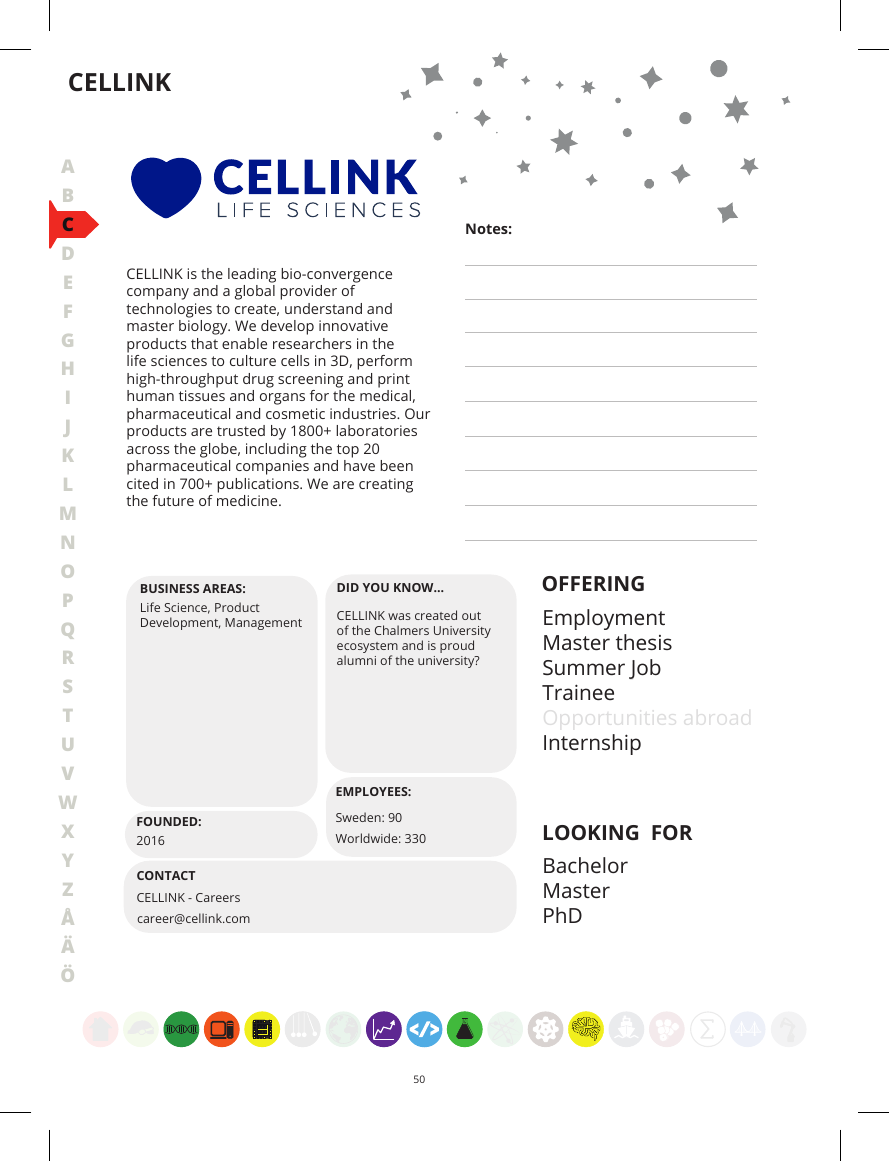 CELLINK
A
B
C
D
E
F
G
H
I
J
K
L
M
N
O
P
Q
R
S
T
U
V
W
X
Y
Z
Å
Ä
Ö
CELLINK
LIFE SCIENCES
Notes:
CELLINK is the leading bio-convergence
company and a global provider of
technologies to create, understand and
master biology. We develop innovative
products that enable researchers in the
life sciences to culture cells in 3D, perform
high-throughput drug screening and print
human tissues and organs for the medical,
pharmaceutical and cosmetic industries. Our
products are trusted by 1800+ laboratories
across the globe, including the top 20
pharmaceutical companies and have been
cited in 700+ publications. We are creating
the future of medicine.
BUSINESS AREAS:
Life Science, Product
Development, Management
DID YOU KNOW...
CELLINK was created out
of the Chalmers University
ecosystem and is proud
alumni of the university?
FOUNDED:
2016
EMPLOYEES:
Sweden: 90
Worldwide: 330
CONTACT
CELLINK - Careers
career@cellink.com
OFFERING
Employment
Master thesis
Summer Job
Trainee
Opportunities abroad
Internship
LOOKING FOR
Bachelor
Master
PhD
</> Σ
50